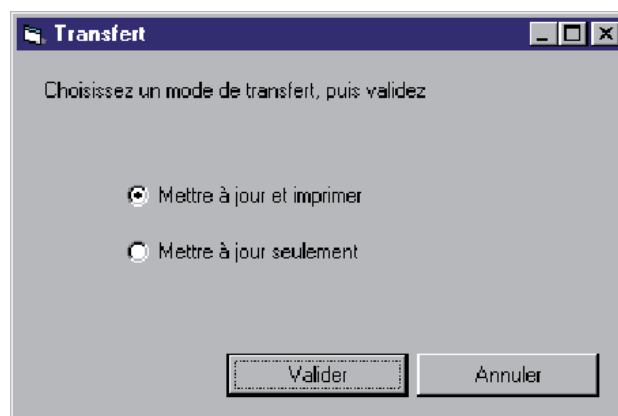 Transfert
Choisissez un mode de transfert, puis validez
Mettre à jour et imprimer
Mettre à jour seulement
Valider
Annuler